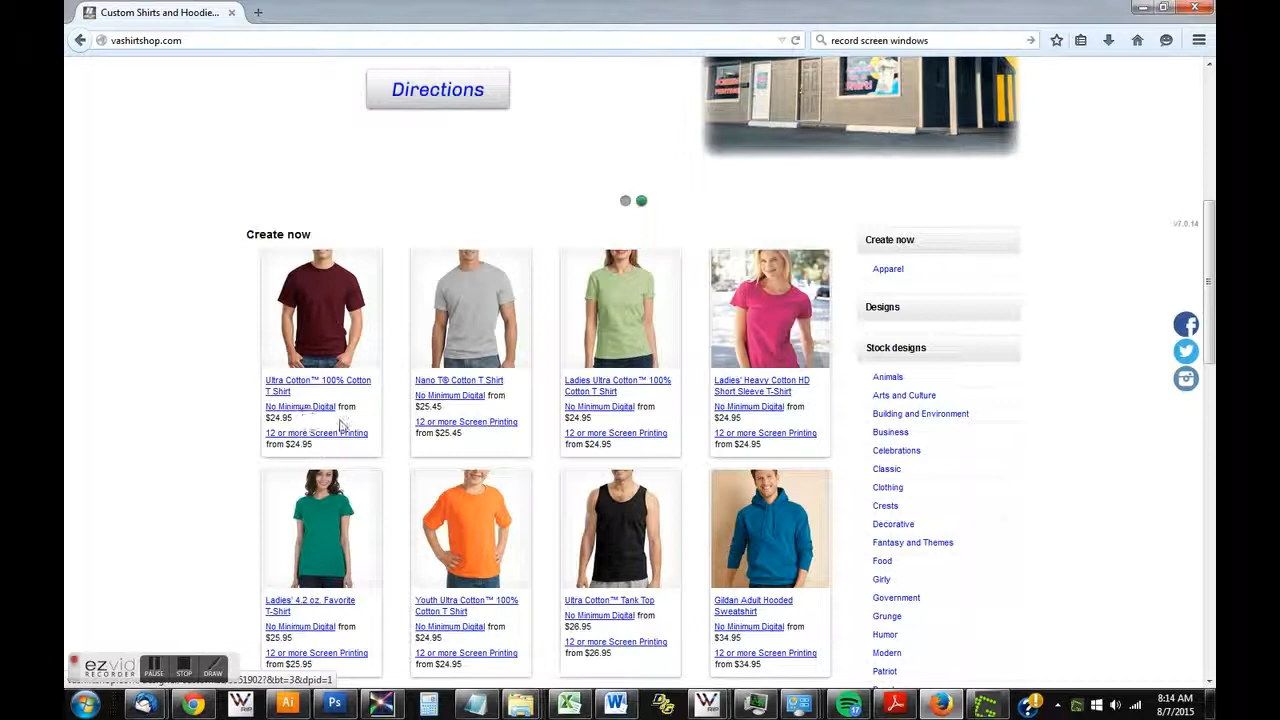 Custom Shirts and Hoodie...
vashirtshop.com
record screen windows
Directions
v7.0.14
Create now
Ultra Cotton™ 100% Cotton
T Shirt
No Minimum Digital from
$24.95
12 or more Screen Printing
from $24.95
Nano T® Cotton T Shirt
No Minimum Digital from
$25.45
12 or more Screen Printing
from $25.45
Ladies Ultra Cotton™ 100%
Cotton T Shirt
No Minimum Digital from
$24.95
12 or more Screen Printing
from $24.95
Ladies' Heavy Cotton HD
Short Sleeve T-Shirt
No Minimum Digital from
$24.95
12 or more Screen Printing
from $24.95
Ladies' 4.2 oz. Favorite
T-Shirt
No Minimum Digital from
$25.95
12 or more Screen Printing
from $25.95
Youth Ultra Cotton™ 100%
Cotton T Shirt
No Minimum Digital from
$24.95
12 or more Screen Printing
from $24.95
Ultra Cotton™ Tank Top
No Minimum Digital from
$26.95
12 or more Screen Printing
from $26.95
Gildan Adult Hooded
Sweatshirt
No Minimum Digital from
$34.95
12 or more Screen Printing
from $34.95
Create now
Apparel
Designs
Stock designs
Animals
Arts and Culture
Building and Environment
Business
Celebrations
Classic
Clothing
Crests
Decorative
Fantasy and Themes
Food
Girly
Government
Grunge
Humor
Modern
Patriot
ezvid
RECORDER
PAUSE
STOP
DRAW
8:14 AM
8/7/2015